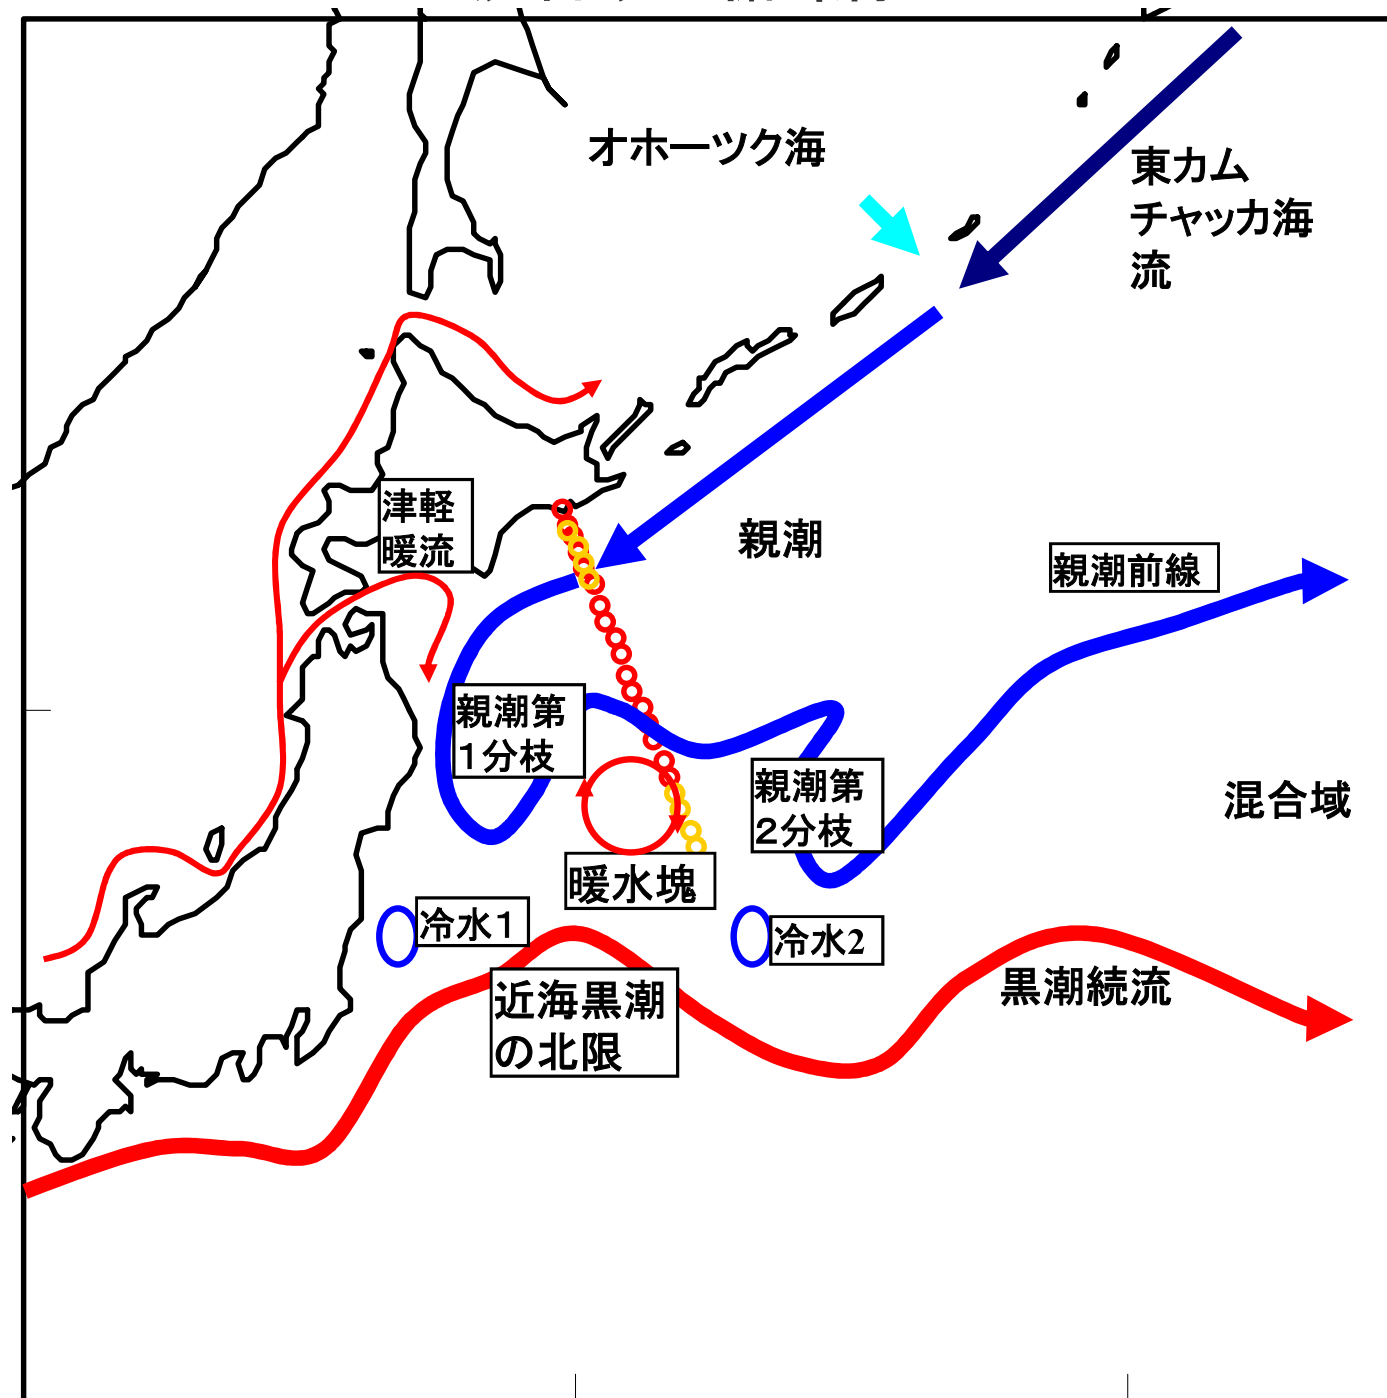 オホーツク海
東カム
チャッカ海
流
津軽
暖流
親潮
親潮前線
親潮第
1分枝
親潮第
２分枝
混合域
暖水塊
冷水１
冷水2
近海黒潮
の北限
黒潮続流